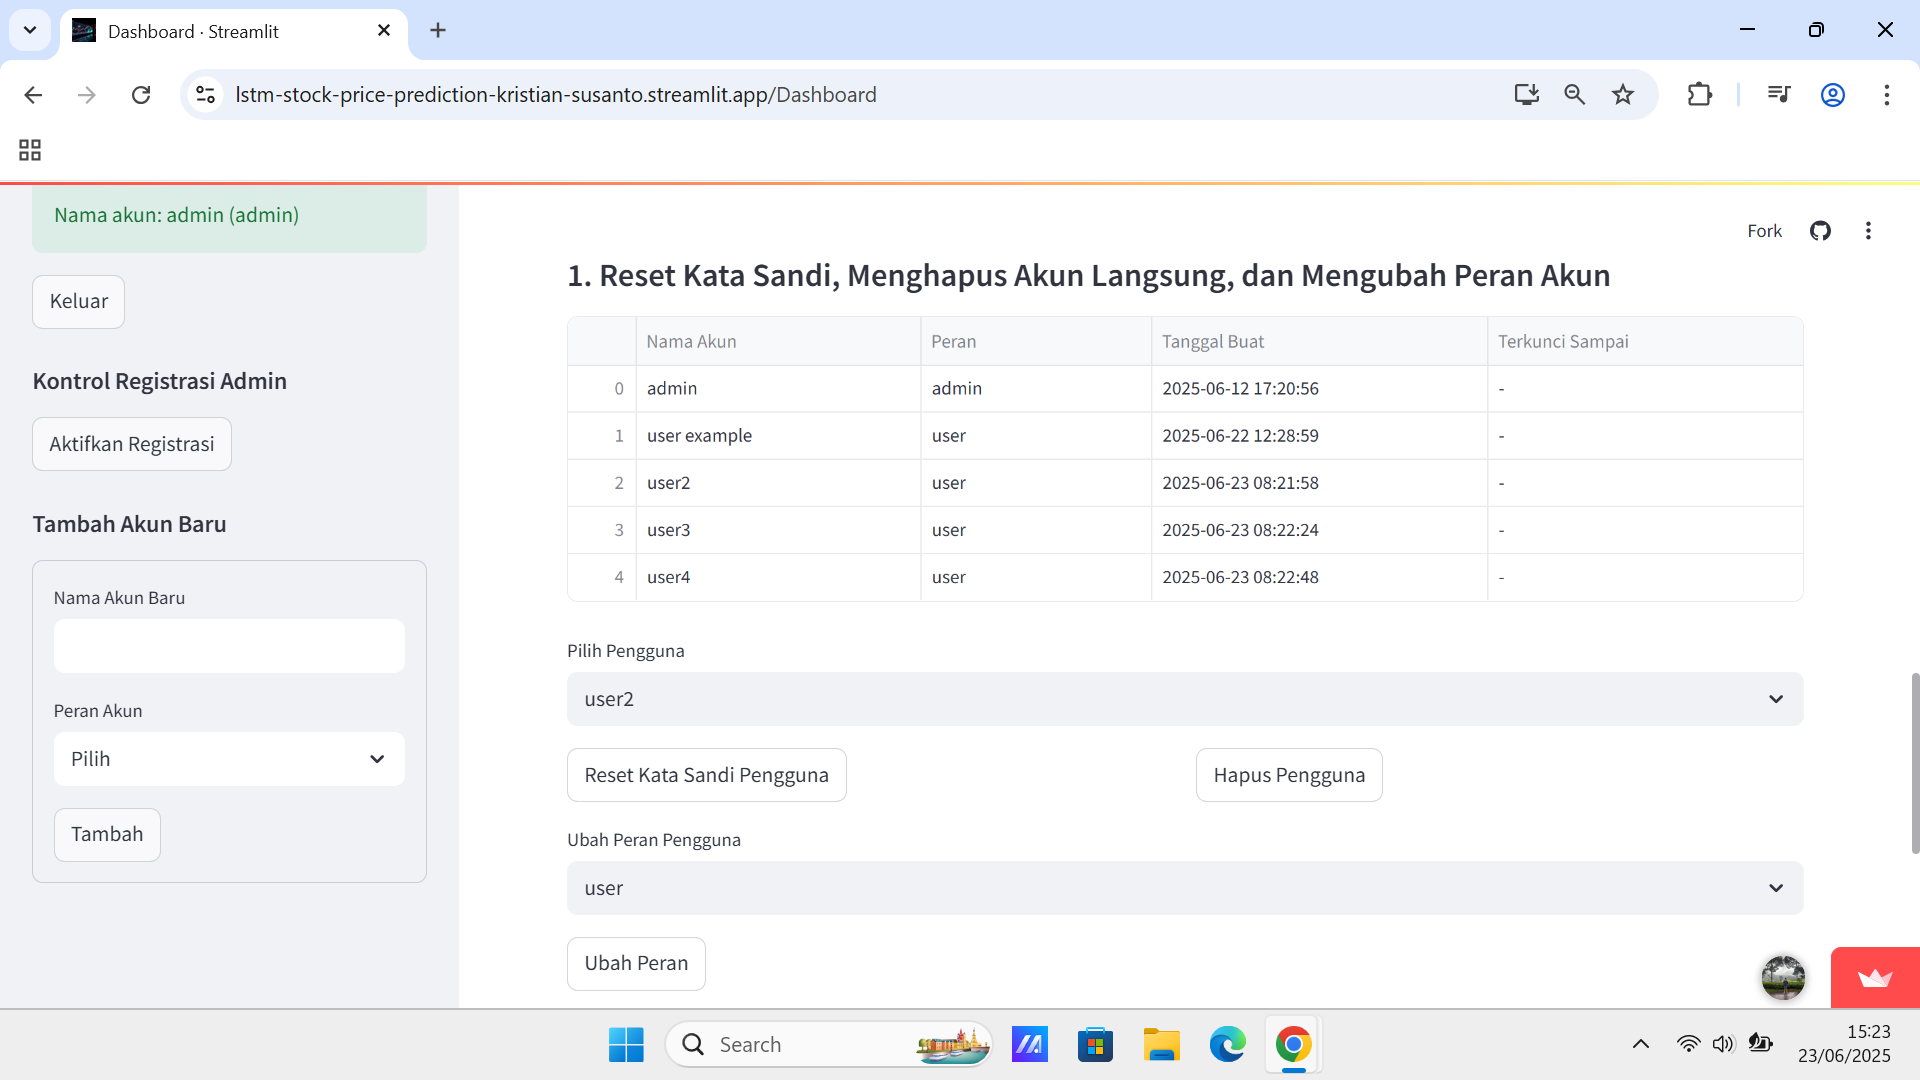 Dashboard · Streamlit
lstm-stock-price-prediction-kristian-susanto.streamlit.app/Dashboard
Nama akun: admin (admin)
Keluar
Kontrol Registrasi Admin
Aktifkan Registrasi
Tambah Akun Baru
Nama Akun Baru
Peran Akun
Pilih
Tambah
Fork
1. Reset Kata Sandi, Menghapus Akun Langsung, dan Mengubah Peran Akun
Nama Akun Peran Tanggal Buat Terkunci Sampai
0 admin admin 2025-06-12 17:20:56 -
1 user example user 2025-06-22 12:28:59 -
2 user2 user 2025-06-23 08:21:58 -
3 user3 user 2025-06-23 08:22:24 -
4 user4 user 2025-06-23 08:22:48 -
Pilih Pengguna
user2
Reset Kata Sandi Pengguna Hapus Pengguna
Ubah Peran Pengguna
user
Ubah Peran
Search
15:23
23/06/2025